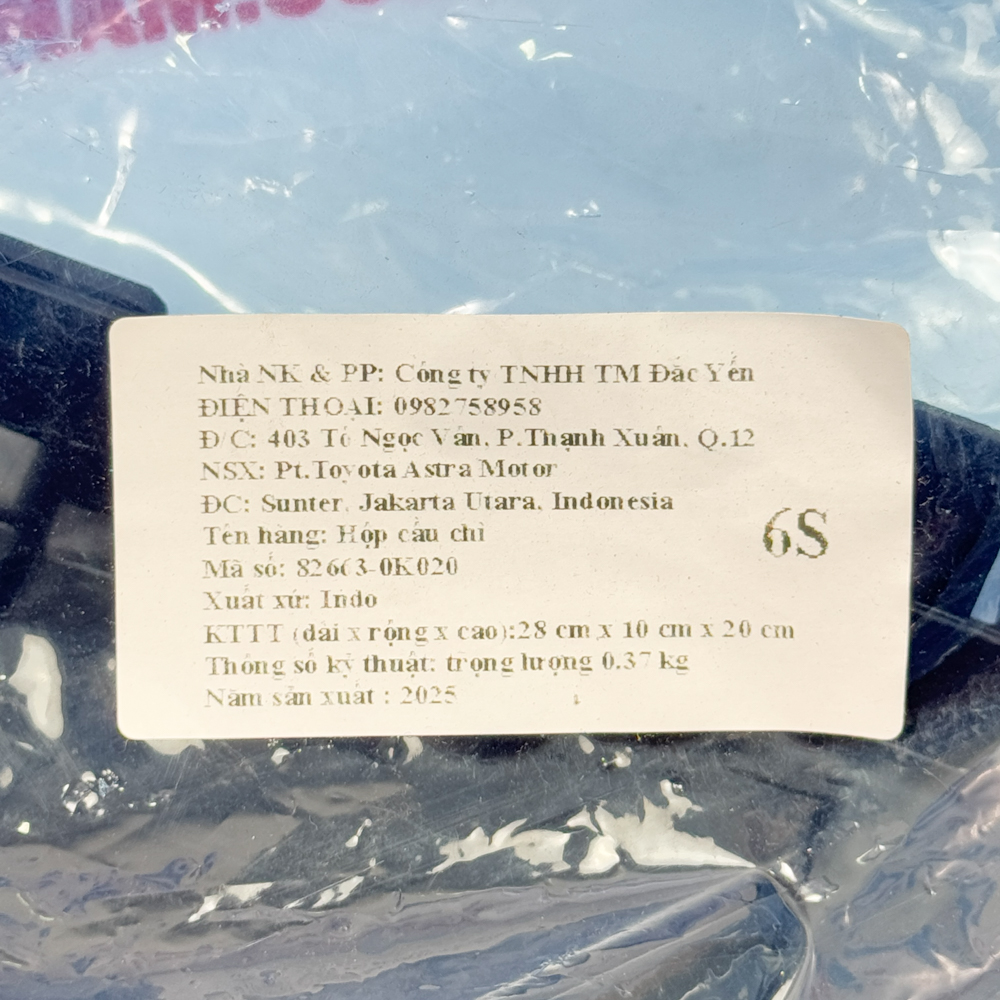 Nhà NK & PP: Công ty TNHH TM Đắc Yến
ĐIỆN THOẠI: 0982758958
Đ/C: 403 Tô Ngọc Vân, P.Thạnh Xuân, Q.12
NSX: Pt.Toyota Astra Motor
ĐC: Sunter, Jakarta Utara, Indonesia
Tên hàng: Hộp cầu chì
6S
Mã số: 82663-0K020
Xuất xứ: Indo
KTTT (dài x rộng x cao):28 cm x 10 cm x 20 cm
Thông số kỹ thuật: trọng lượng 0.37 kg
Năm sản xuất : 2025